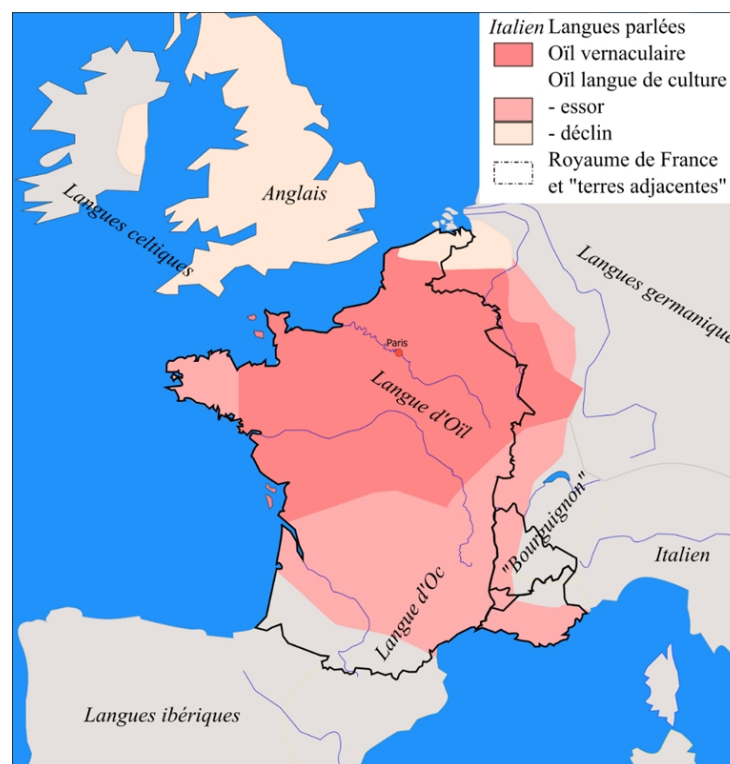 Italien Langues parlées
Oïl vernaculaire
Oïl langue de culture
- essor
- déclin
Royaume de France
et "terres adjacentes"
Anglais
Langues celtiques
Langues germanique
Paris
Langue d'Oïl
"Bourguignon"
Italien
Langue d'Oc
Langues ibériques